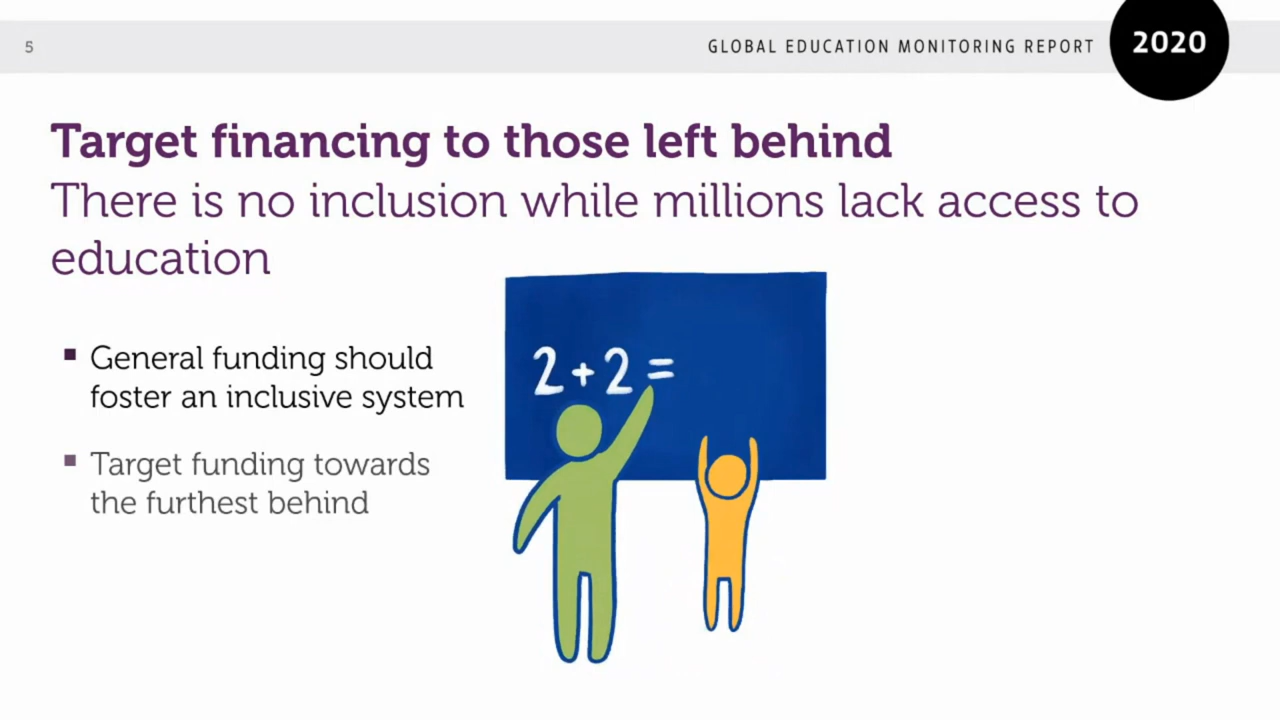 5
GLOBAL EDUCATION MONITORING REPORT
2020
Target financing to those left behind
There is no inclusion while millions lack access to
education
▪ General funding should
foster an inclusive system
▪ Target funding towards
the furthest behind
2+2=